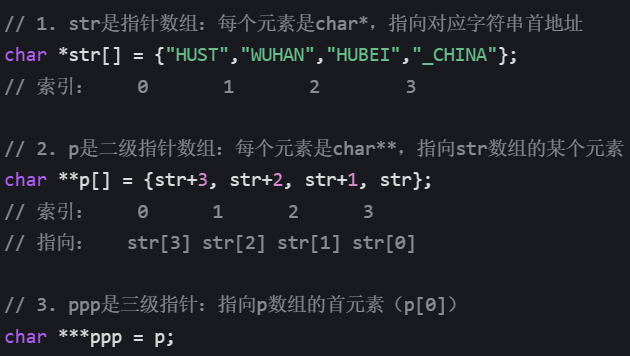 // 1. str是指针数组：每个元素是char*，指向对应字符串首地址
char *str[] = {"HUST","WUHAN","HUBEI","_CHINA"};
// 索引：    0       1       2        3
// 2. p是二级指针数组：每个元素是char**，指向str数组的某个元素
char **p[] = {str+3, str+2, str+1, str};
// 索引：    0      1      2      3
// 指向：   str[3] str[2] str[1] str[0]
// 3. ppp是三级指针：指向p数组的首元素（p[0]）
char ***ppp = p;